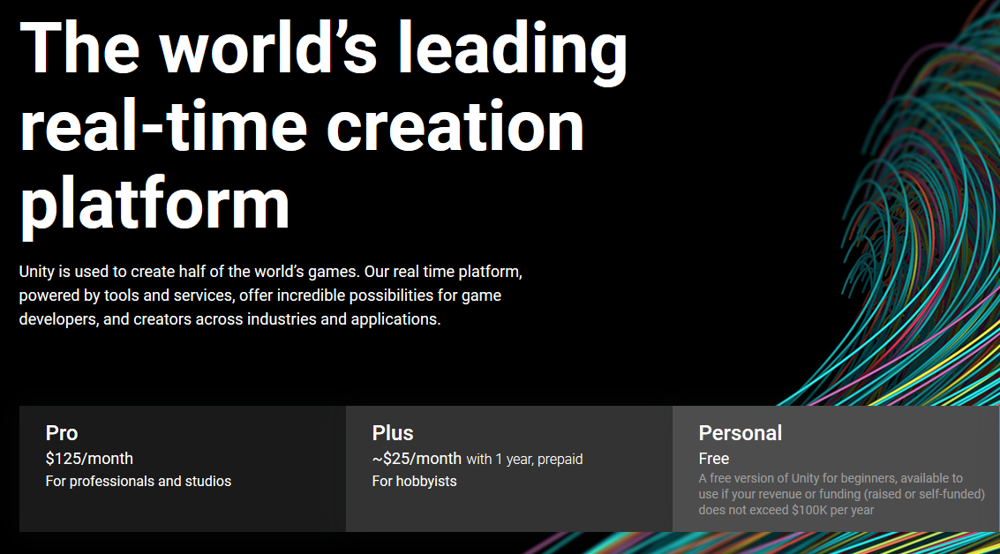 The world’s leading
real-time creation
platform
Unity is used to create half of the world’s games. Our real time platform,
powered by tools and services, offer incredible possibilities for game
developers, and creators across industries and applications.
Pro
$125/month
For professionals and studios
Plus
~$25/month with 1 year, prepaid
For hobbyists
Personal
Free
A free version of Unity for beginners, available to
use if your revenue or funding (raised or self-funded)
does not exceed $100K per year